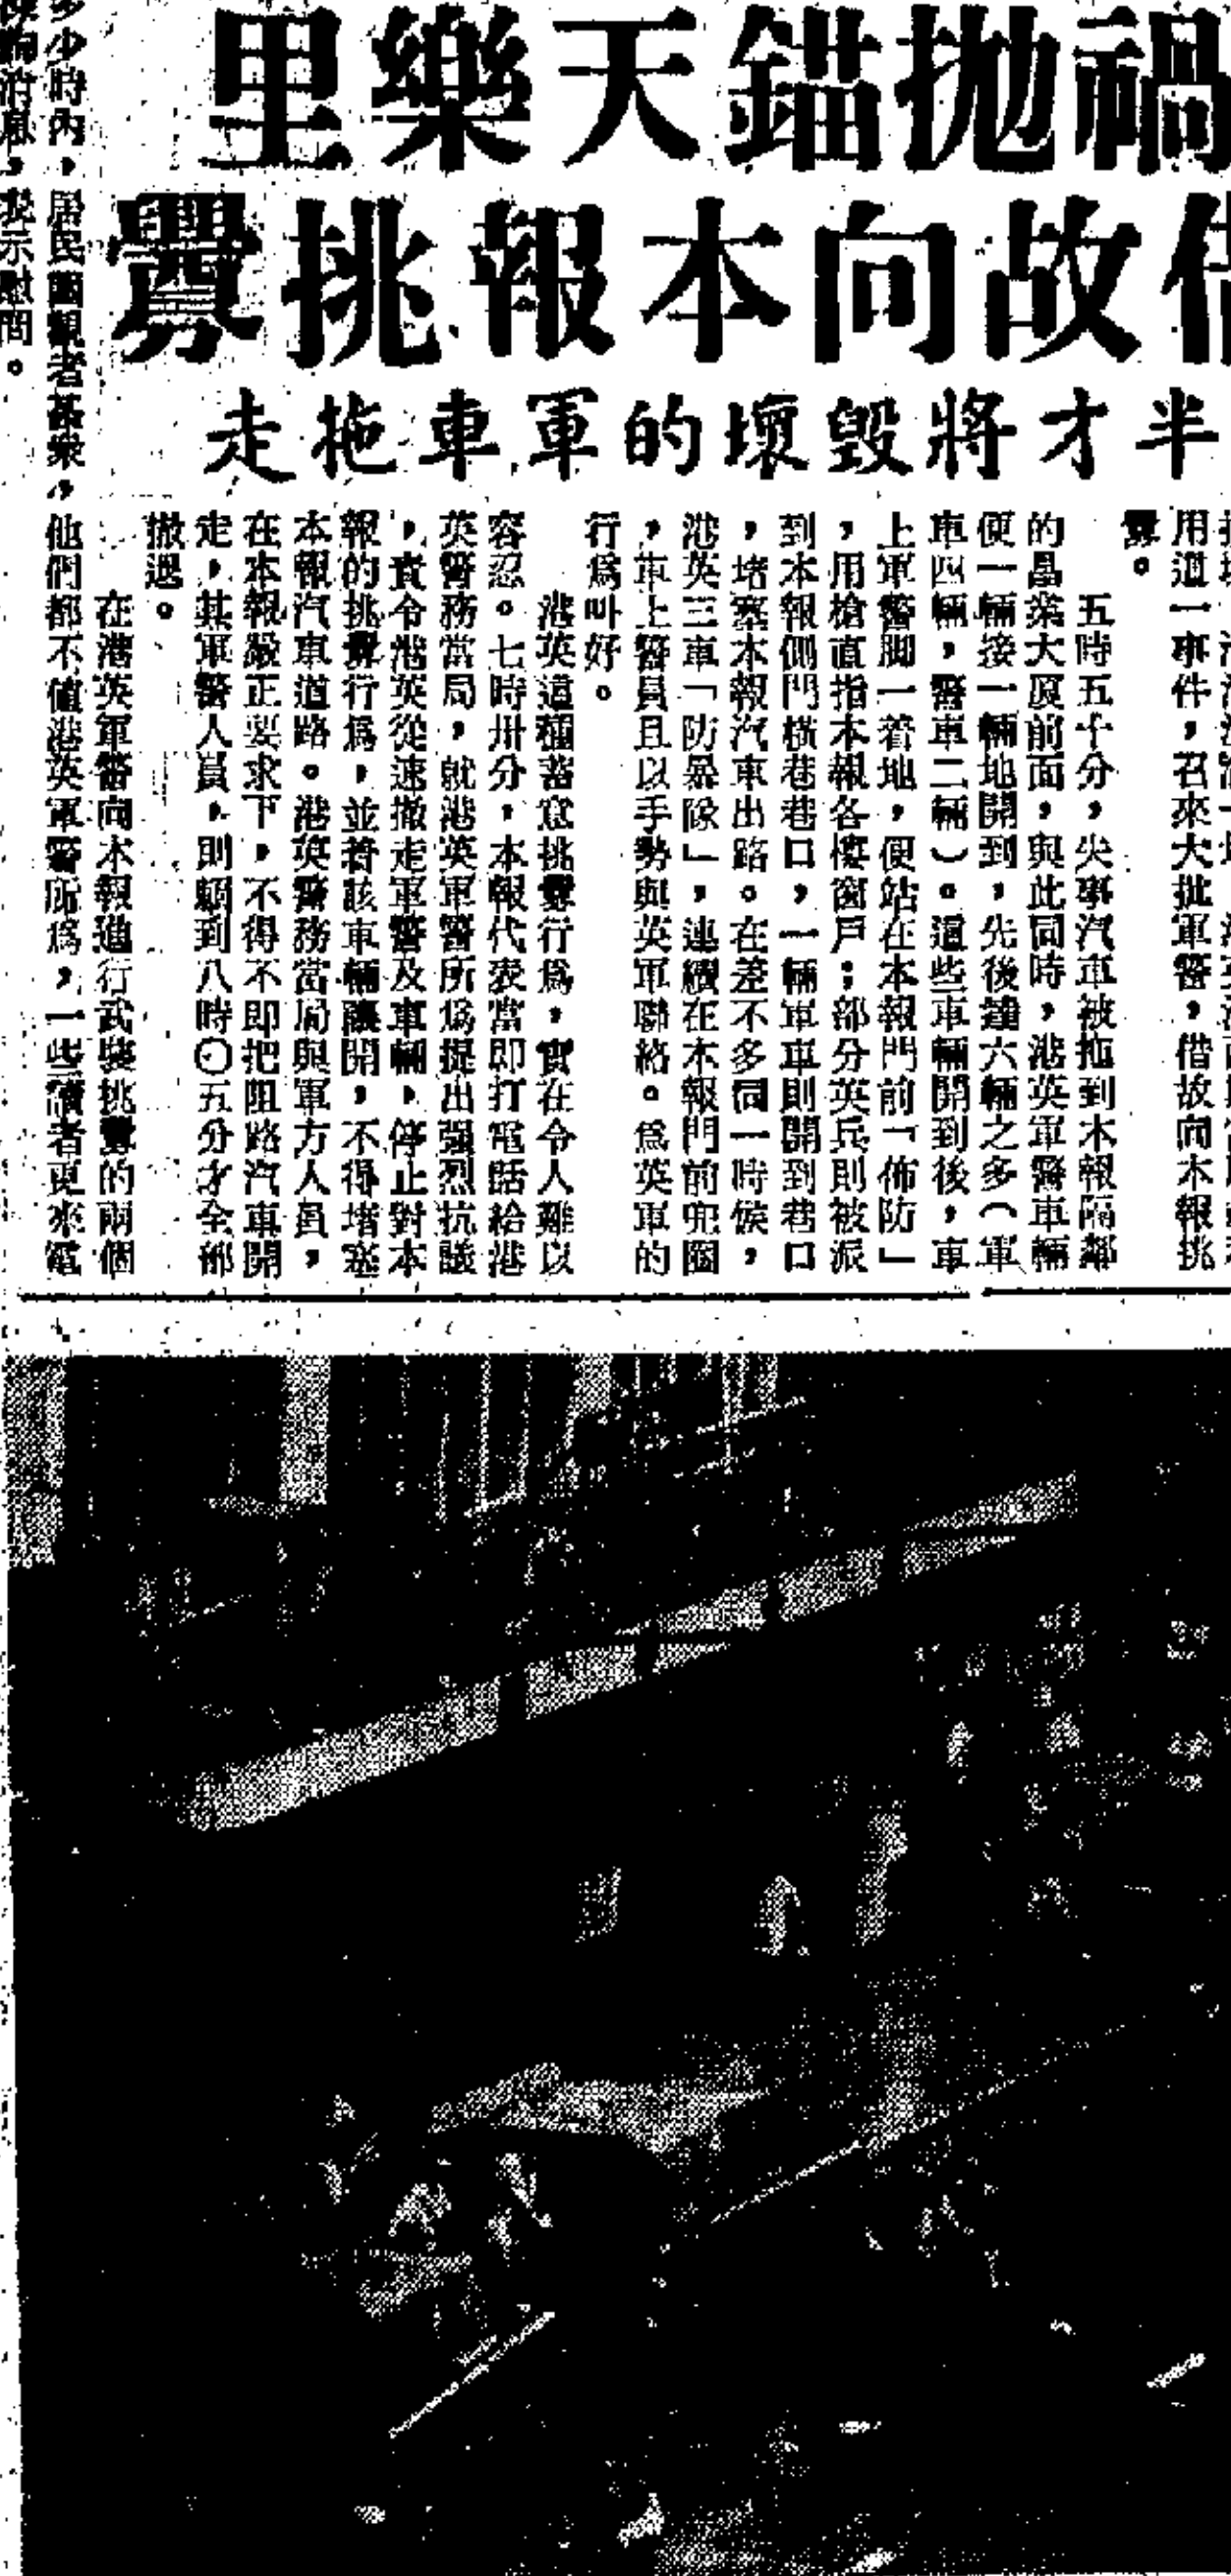 禍拋錨天樂里
借故向本報挑釁
半才將毀壞的軍車拖走
用這一事件，召來大批軍警，借故向本報挑
釁。
五時五十分，失事汽車被拖到本報隔鄰
的晶業大廈前面，與此同時，港英軍警車輛
便一輛接一輛地開到，先後達六輛之多（軍
車四輛，警車二輛）。這些車輛開到後，車
上軍警脚一着地，便站在本報門前「佈防」
，用槍直指本報各樓窗戶；部分英兵則被派
到本報側門橫巷巷口，一輛軍車則開到巷口
，堵塞本報汽車出路。在差不多同一時候，
港英三車「防暴隊」，連續在本報門前兜圈
，車上警員且以手勢與英軍聯絡。爲英軍的
行爲叫好。
港英這種蓄意挑釁行爲，實在令人難以
容忍。七時卅分，本報代表當即打電話給港
英警務當局，就港英軍警所爲提出强烈抗議
，責令港英從速撤走軍警及車輛，停止對本
報的挑釁行爲，並着該車輛讓開，不得堵塞
本報汽車道路。港英警務當局與軍方人員，
在本報嚴正要求下，不得不即把阻路汽車開
走，其軍警人員，則賴到八時〇五分才全部
撤退。
在港英軍警向本報進行武裝挑釁的兩個
多少時內，居民圍觀者甚衆，他們都不值港英軍警所爲，一些讀者更來電
消息，表示慰問。